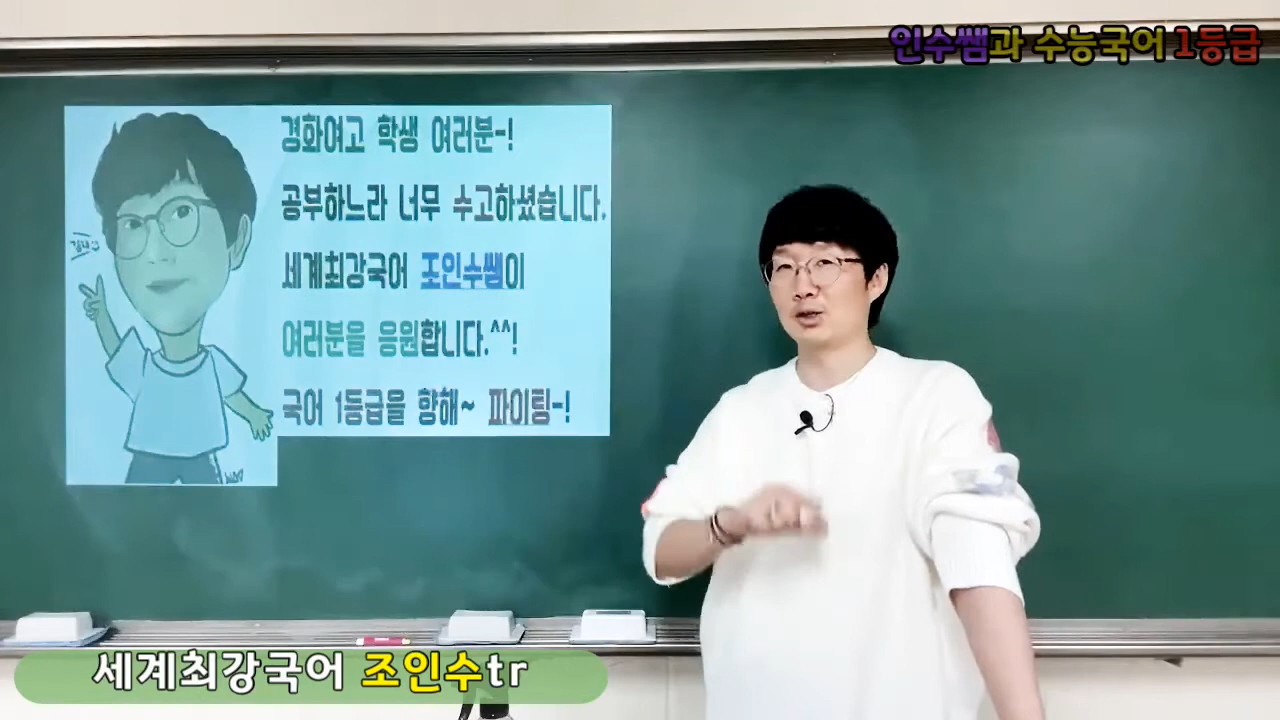 인수쌤과 수능국어 1등급
경화여고 학생 여러분~!
공부하느라 너무 수고하셨습니다.
세계최강국어 조인수쌤이
여러분을 응원합니다.^^!
국어 1등급을 향해~ 파이팅~!
세계최강국어 조인수tr